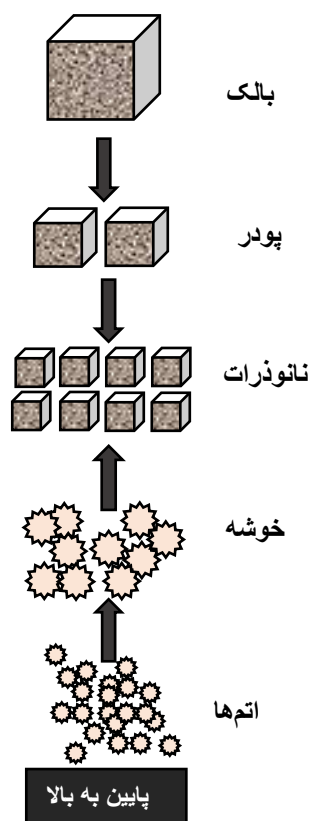 بالک
پودر
نانوذرات
خوشه
اتم‌ها
پایین به بالا